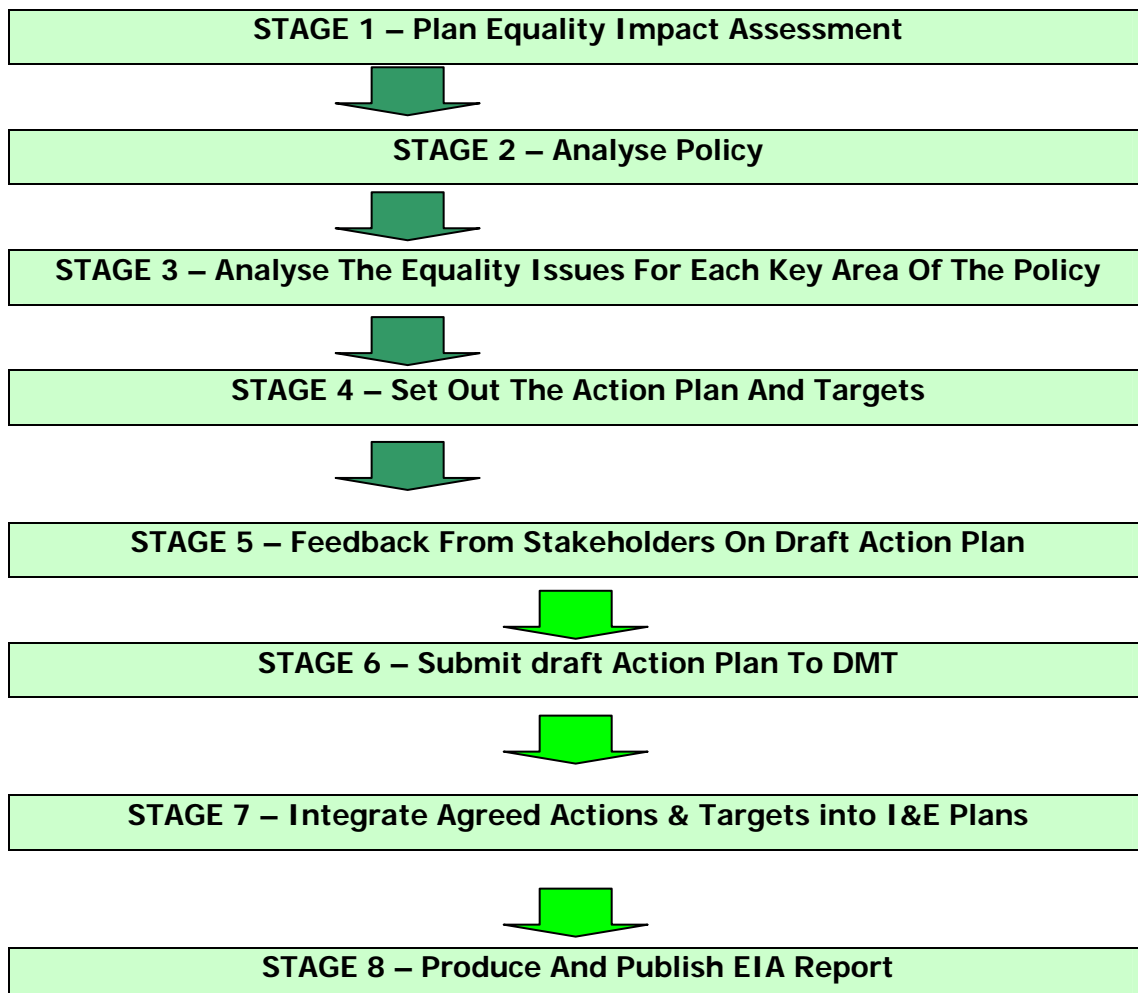 STAGE 1 – Plan Equality Impact Assessment
STAGE 2 – Analyse Policy
STAGE 3 – Analyse The Equality Issues For Each Key Area Of The Policy
STAGE 4 – Set Out The Action Plan And Targets
STAGE 5 – Feedback From Stakeholders On Draft Action Plan
STAGE 6 – Submit draft Action Plan To DMT
STAGE 7 – Integrate Agreed Actions & Targets into I&E Plans
STAGE 8 – Produce And Publish EIA Report